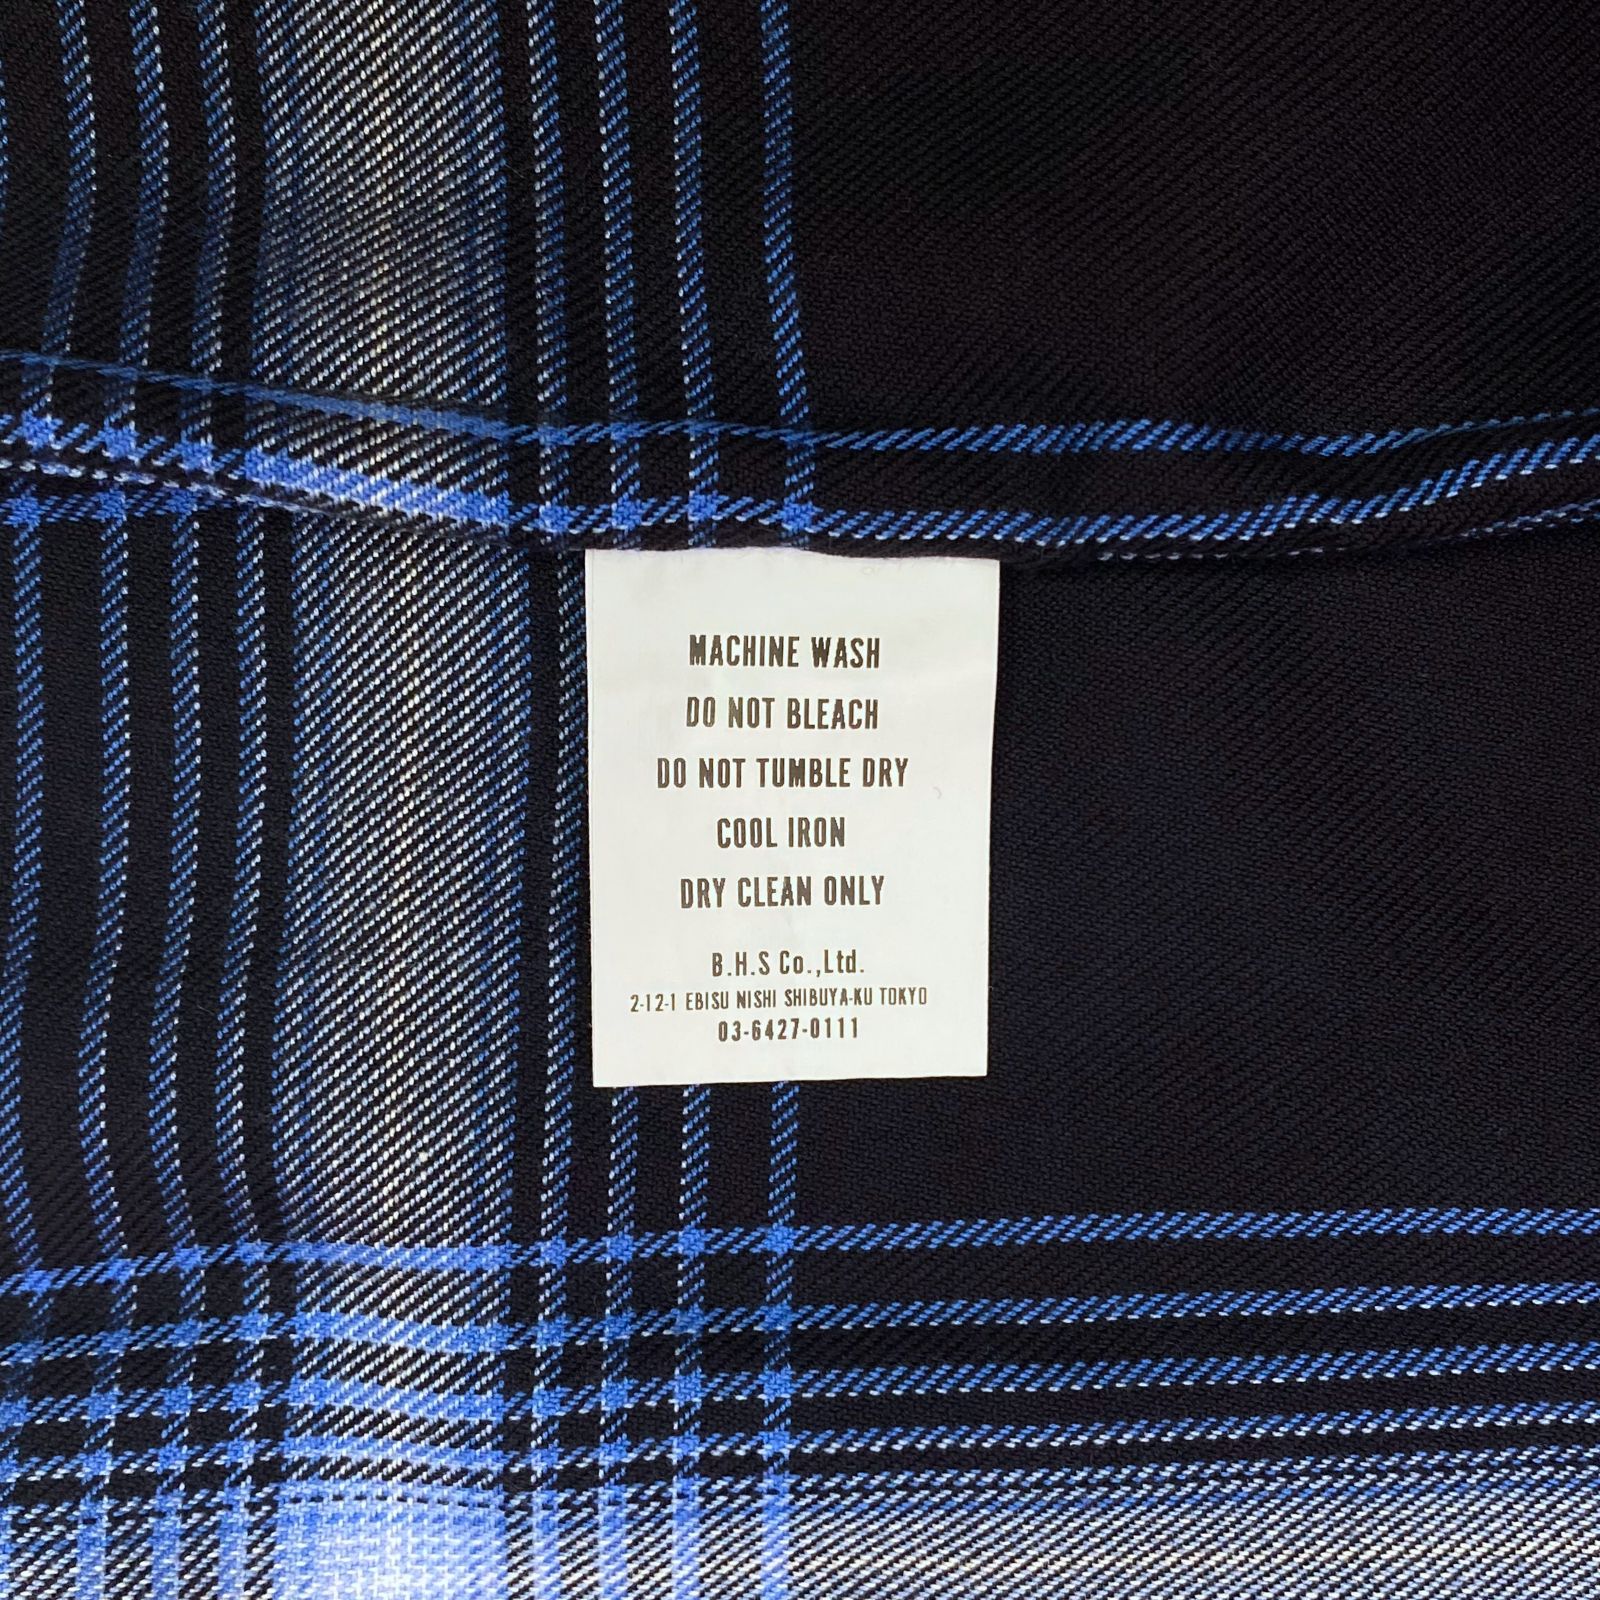 MACHINE WASH
DO NOT BLEACH
DO NOT TUMBLE DRY
COOL IRON
DRY CLEAN ONLY
B.H.S Co.,Ltd.
2-12-1 EBISU NISHI SHIBUYA-KU TOKYO
03-6427-0111